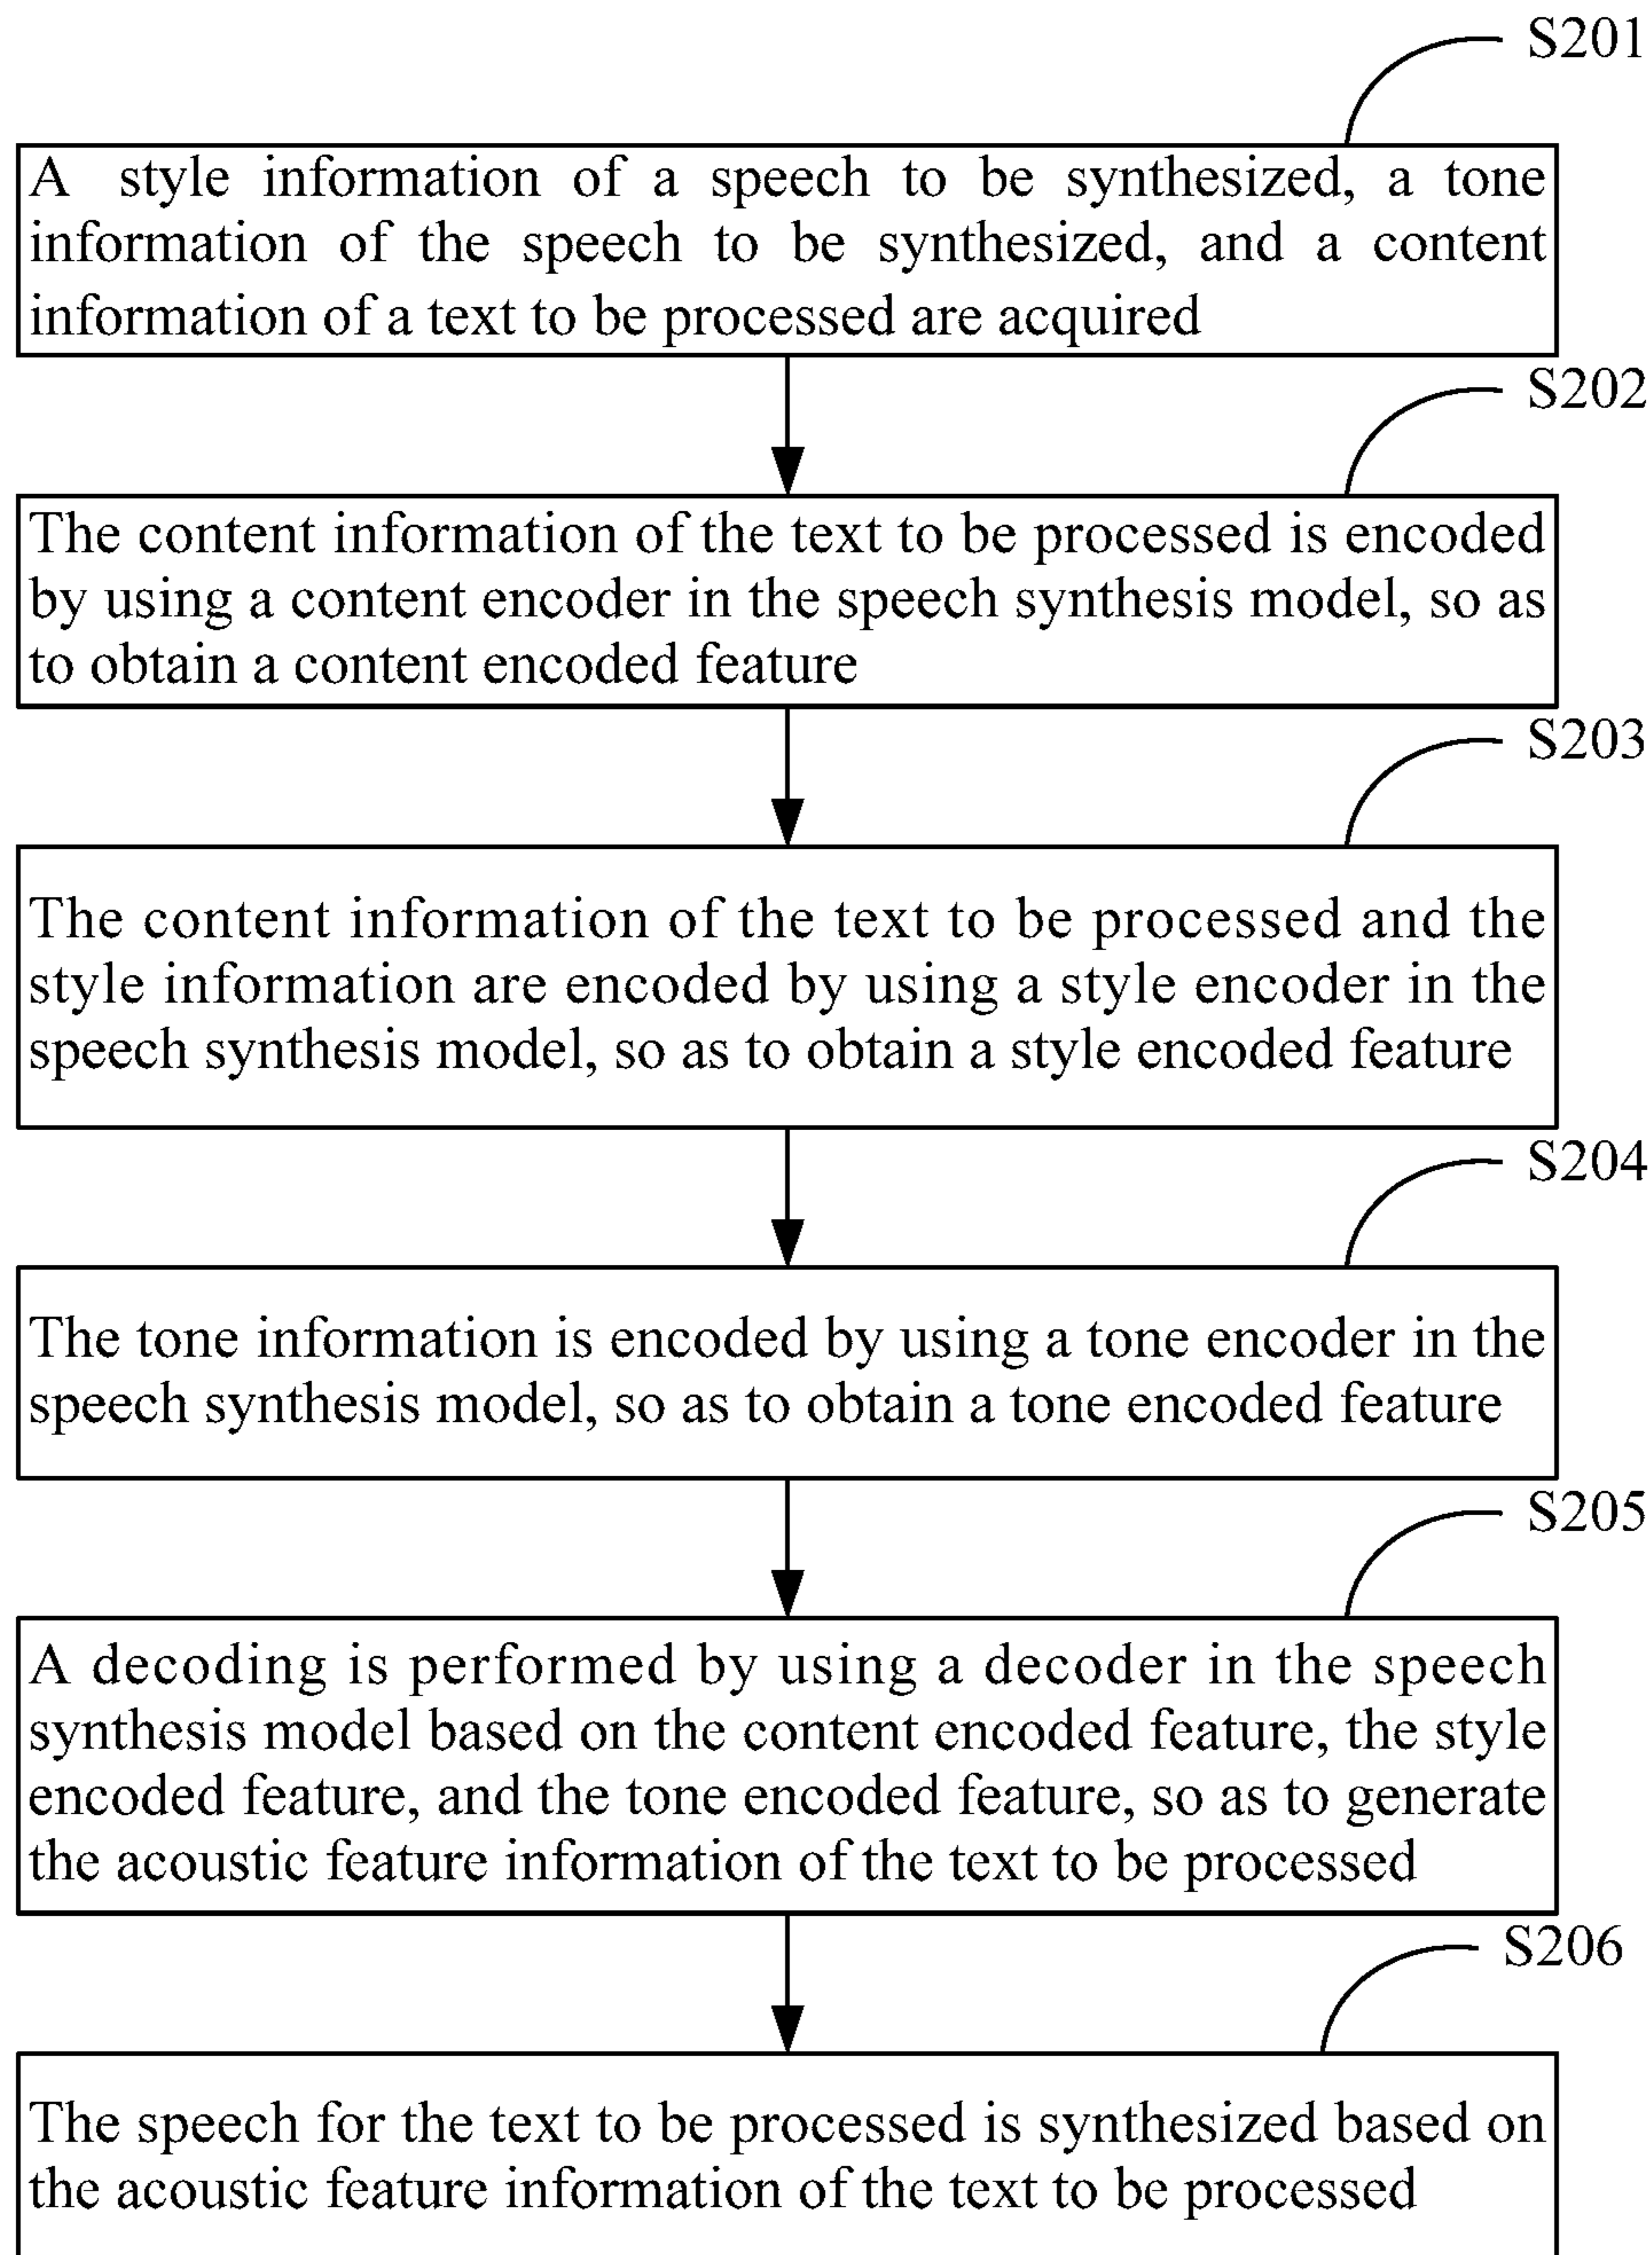 S201
A style information of a speech to be synthesized, a tone
information of the speech to be synthesized, and a content
information of a text to be processed are acquired
S202
The content information of the text to be processed is encoded
by using a content encoder in the speech synthesis model, so as
to obtain a content encoded feature
S203
The content information of the text to be processed and the
style information are encoded by using a style encoder in the
speech synthesis model, so as to obtain a style encoded feature
S204
The tone information is encoded by using a tone encoder in the
speech synthesis model, so as to obtain a tone encoded feature
S205
A decoding is performed by using a decoder in the speech
synthesis model based on the content encoded feature, the style
encoded feature, and the tone encoded feature, so as to generate
the acoustic feature information of the text to be processed
S206
The speech for the text to be processed is synthesized based on
the acoustic feature information of the text to be processed